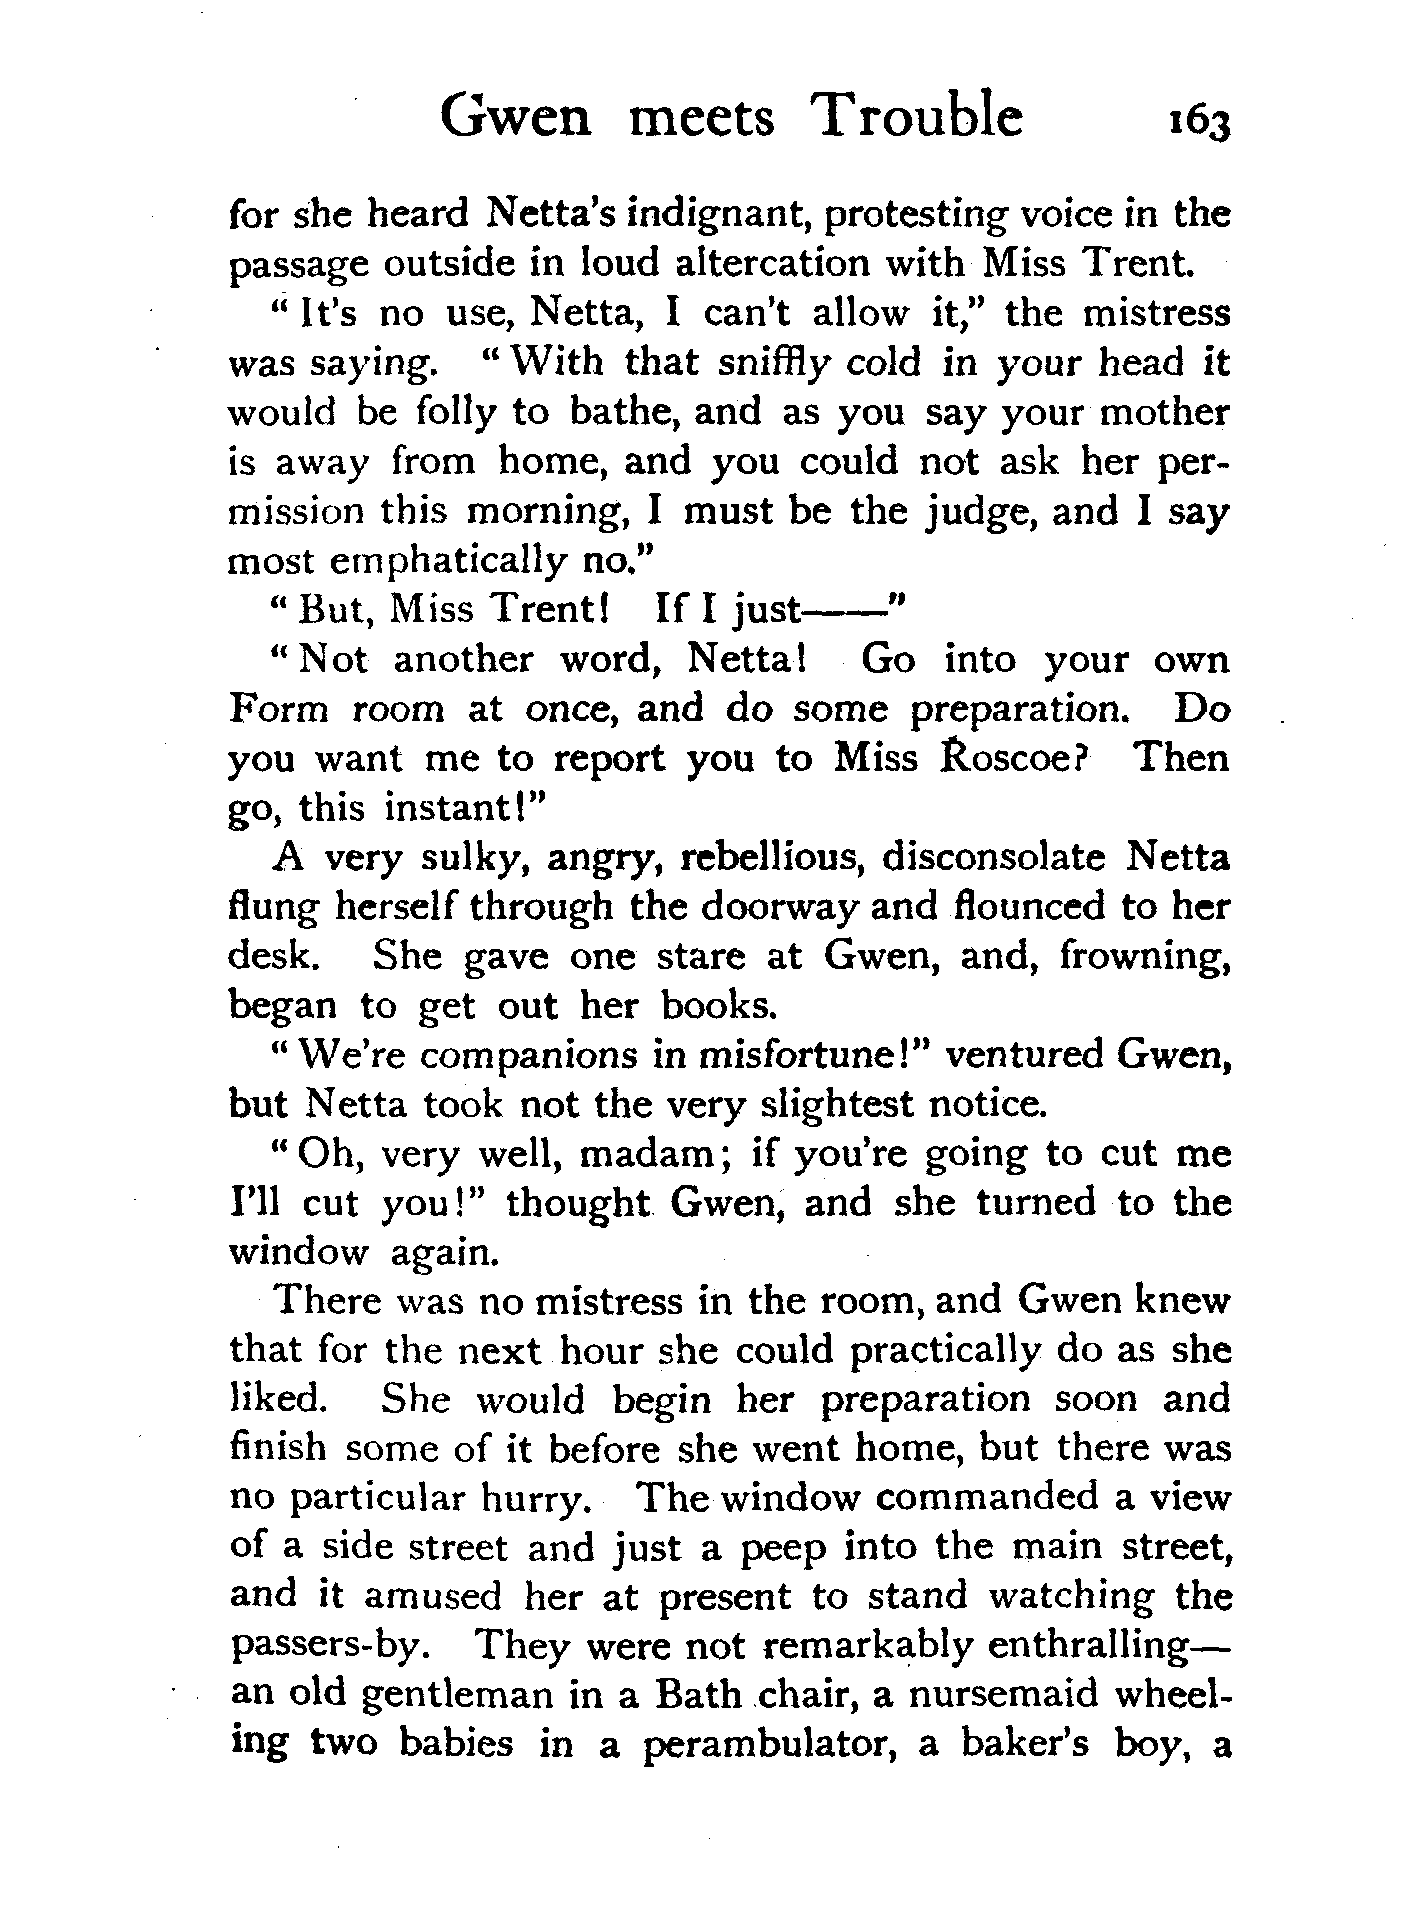 Gwen meets Trouble 163
for she heard Netta's indignant, protesting voice in the
passage outside in loud altercation with Miss Trent.
"It's no use, Netta, I can't allow it," the mistress
was saying. "With that sniffly cold in your head it
would be folly to bathe, and as you say your mother
is away from home, and you could not ask her per-
mission this morning, I must be the judge, and I say
most emphatically no."
"But, Miss Trent! If I just——"
"Not another word, Netta! Go into your own
Form room at once, and do some preparation. Do
you want me to report you to Miss Roscoe? Then
go, this instant!"
A very sulky, angry, rebellious, disconsolate Netta
flung herself through the doorway and flounced to her
desk. She gave one stare at Gwen, and, frowning,
began to get out her books.
"We're companions in misfortune!" ventured Gwen,
but Netta took not the very slightest notice.
"Oh, very well, madam; if you're going to cut me
I'll cut you!" thought Gwen, and she turned to the
window again.
There was no mistress in the room, and Gwen knew
that for the next hour she could practically do as she
liked. She would begin her preparation soon and
finish some of it before she went home, but there was
no particular hurry. The window commanded a view
of a side street and just a peep into the main street,
and it amused her at present to stand watching the
passers-by. They were not remarkably enthralling—
an old gentleman in a Bath chair, a nursemaid wheel-
ing two babies in a perambulator, a baker's boy, a